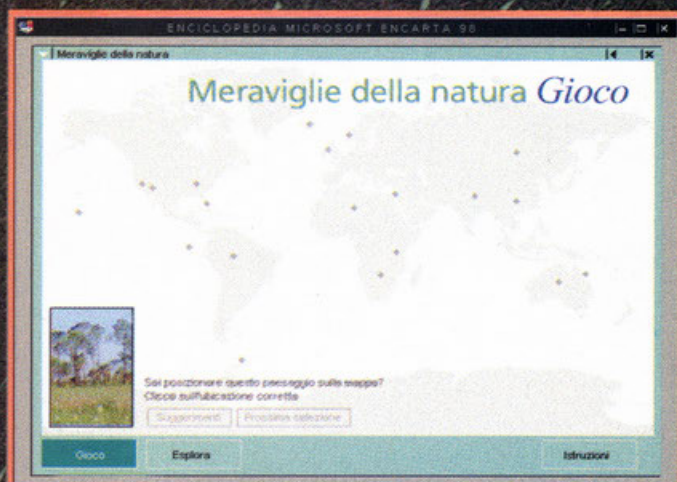 ENCICLOPEDIA MICROSOFT ENCARTA 98
Meraviglie della natura
Meraviglie della natura Gioco
Sai posizionare questo paesaggio sulla mappa?
Clicca sull'ubicazione corretta
Suggerimenti Prossima selezione
Gioco Esplora Istruzioni